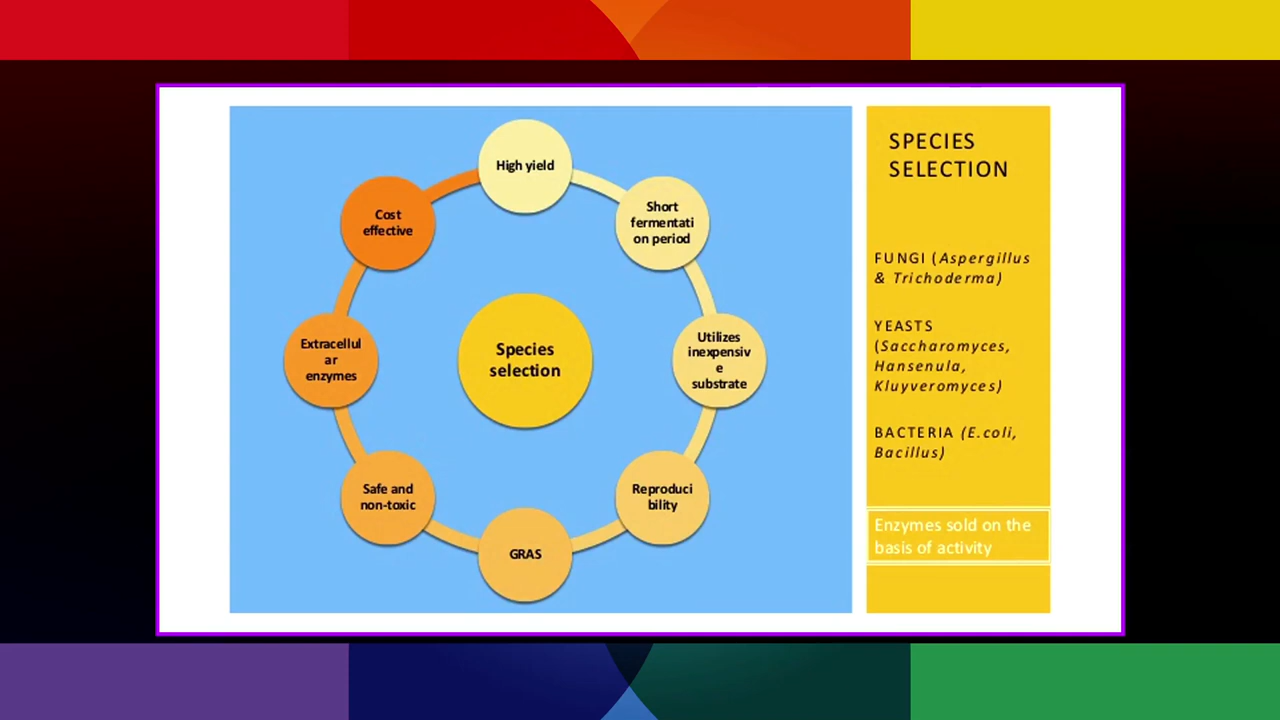 High yield
Short
fermentati
on period
Utilizes
inexpensiv
e
substrate
Reproduci
bility
GRAS
Safe and
non-toxic
Extracellul
ar
enzymes
Cost
effective
Species
selection
SPECIES
SELECTION
FUNGI (Aspergillus
& Trichoderma)
YEASTS
(Saccharomyces,
Hansenula,
Kluyveromyces)
BACTERIA (E.coli,
Bacillus)
Enzymes sold on the
basis of activity